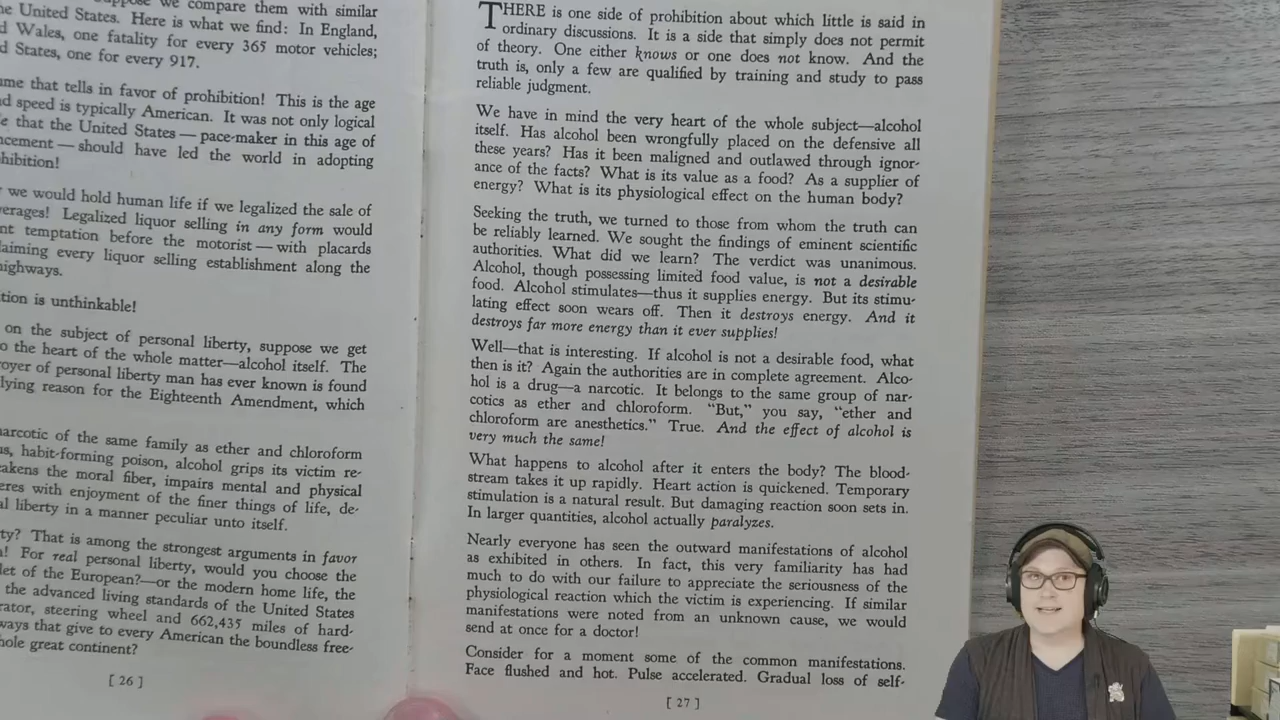 ppose we compare them with similar
he United States. Here is what we find: In England,
d Wales, one fatality for every 365 motor vehicles;
d States, one for every 917.
ume that tells in favor of prohibition! This is the age
nd speed is typically American. It was not only logical
e that the United States — pace-maker in this age of
ncement — should have led the world in adopting
hibition!
we would hold human life if we legalized the sale of
verages! Legalized liquor selling in any form would
nt temptation before the motorist — with placards
laiming every liquor selling establishment along the
highways.
tion is unthinkable!
on the subject of personal liberty, suppose we get
o the heart of the whole matter—alcohol itself. The
royer of personal liberty man has ever known is found
lying reason for the Eighteenth Amendment, which
narcotic of the same family as ether and chloroform
us, habit-forming poison, alcohol grips its victim re-
eakens the moral fiber, impairs mental and physical
eres with enjoyment of the finer things of life, de-
al liberty in a manner peculiar unto itself.
ty? That is among the strongest arguments in favor
n! For real personal liberty, would you choose the
let of the European?—or the modern home life, the
the advanced living standards of the United States
rator, steering wheel and 662,435 miles of hard-
ways that give to every American the boundless free-
hole great continent?
[ 26 ]
THERE is one side of prohibition about which little is said in
ordinary discussions. It is a side that simply does not permit
of theory. One either knows or one does not know. And the
truth is, only a few are qualified by training and study to pass
reliable judgment.
We have in mind the very heart of the whole subject—alcohol
itself. Has alcohol been wrongfully placed on the defensive all
these years? Has it been maligned and outlawed through ignor-
ance of the facts? What is its value as a food? As a supplier of
energy? What is its physiological effect on the human body?
Seeking the truth, we turned to those from whom the truth can
be reliably learned. We sought the findings of eminent scientific
authorities. What did we learn? The verdict was unanimous.
Alcohol, though possessing limited food value, is not a desirable
food. Alcohol stimulates—thus it supplies energy. But its stimu-
lating effect soon wears off. Then it destroys energy. And it
destroys far more energy than it ever supplies!
Well—that is interesting. If alcohol is not a desirable food, what
then is it? Again the authorities are in complete agreement. Alco-
hol is a drug—a narcotic. It belongs to the same group of nar-
cotics as ether and chloroform. "But," you say, "ether and
chloroform are anesthetics." True. And the effect of alcohol is
very much the same!
What happens to alcohol after it enters the body? The blood-
stream takes it up rapidly. Heart action is quickened. Temporary
stimulation is a natural result. But damaging reaction soon sets in.
In larger quantities, alcohol actually paralyzes.
Nearly everyone has seen the outward manifestations of alcohol
as exhibited in others. In fact, this very familiarity has had
much to do with our failure to appreciate the seriousness of the
physiological reaction which the victim is experiencing. If similar
manifestations were noted from an unknown cause, we would
send at once for a doctor!
Consider for a moment some of the common manifestations.
Face flushed and hot. Pulse accelerated. Gradual loss of self-
[ 27 ]